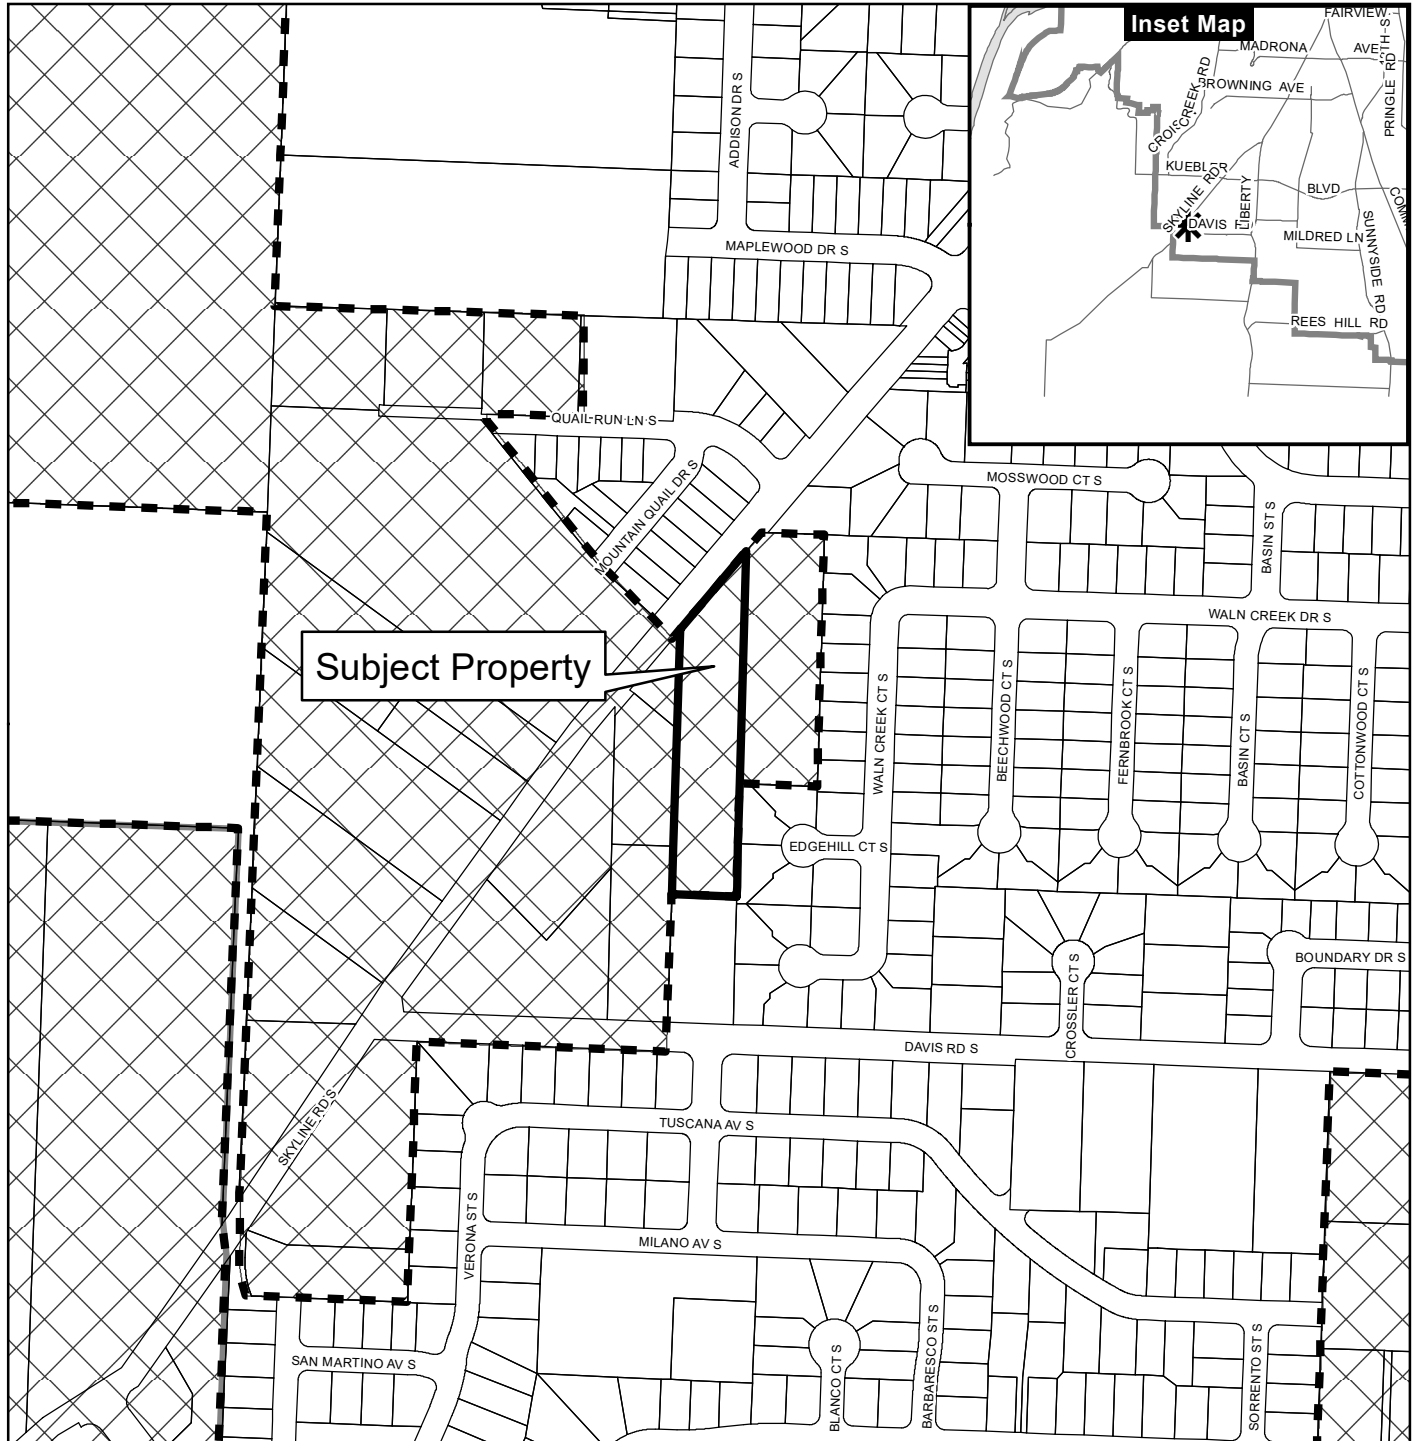 Inset Map
FAIRVIEW
MADRONA AVE
BROWNING AVE
PRINGLE RD
CROISAN CREEK RD
KUEBLER BLVD
SKYLINE RD
LIBERTY
DAVIS
MILDRED LN
SUNNYSIDE RD
REES HILL RD
ADDISON DR S
MAPLEWOOD DR S
QUAIL RUN LN S
MOUNTAIN QUAIL DR S
MOSSWOOD CT S
BASIN ST S
WALN CREEK DR S
Subject Property
WALN CREEK CT S
BEECHWOOD CT S
FERNBROOK CT S
BASIN CT S
COTTONWOOD CT S
EDGEHILL CT S
CROSSLER CT S
BOUNDARY DR S
DAVIS RD S
SKYLINE RD S
TUSCANA AV S
VERONA ST S
MILANO AV S
SAN MARTINO AV S
BLANCO CT S
BARBARESCO ST S
SORRENTO ST S